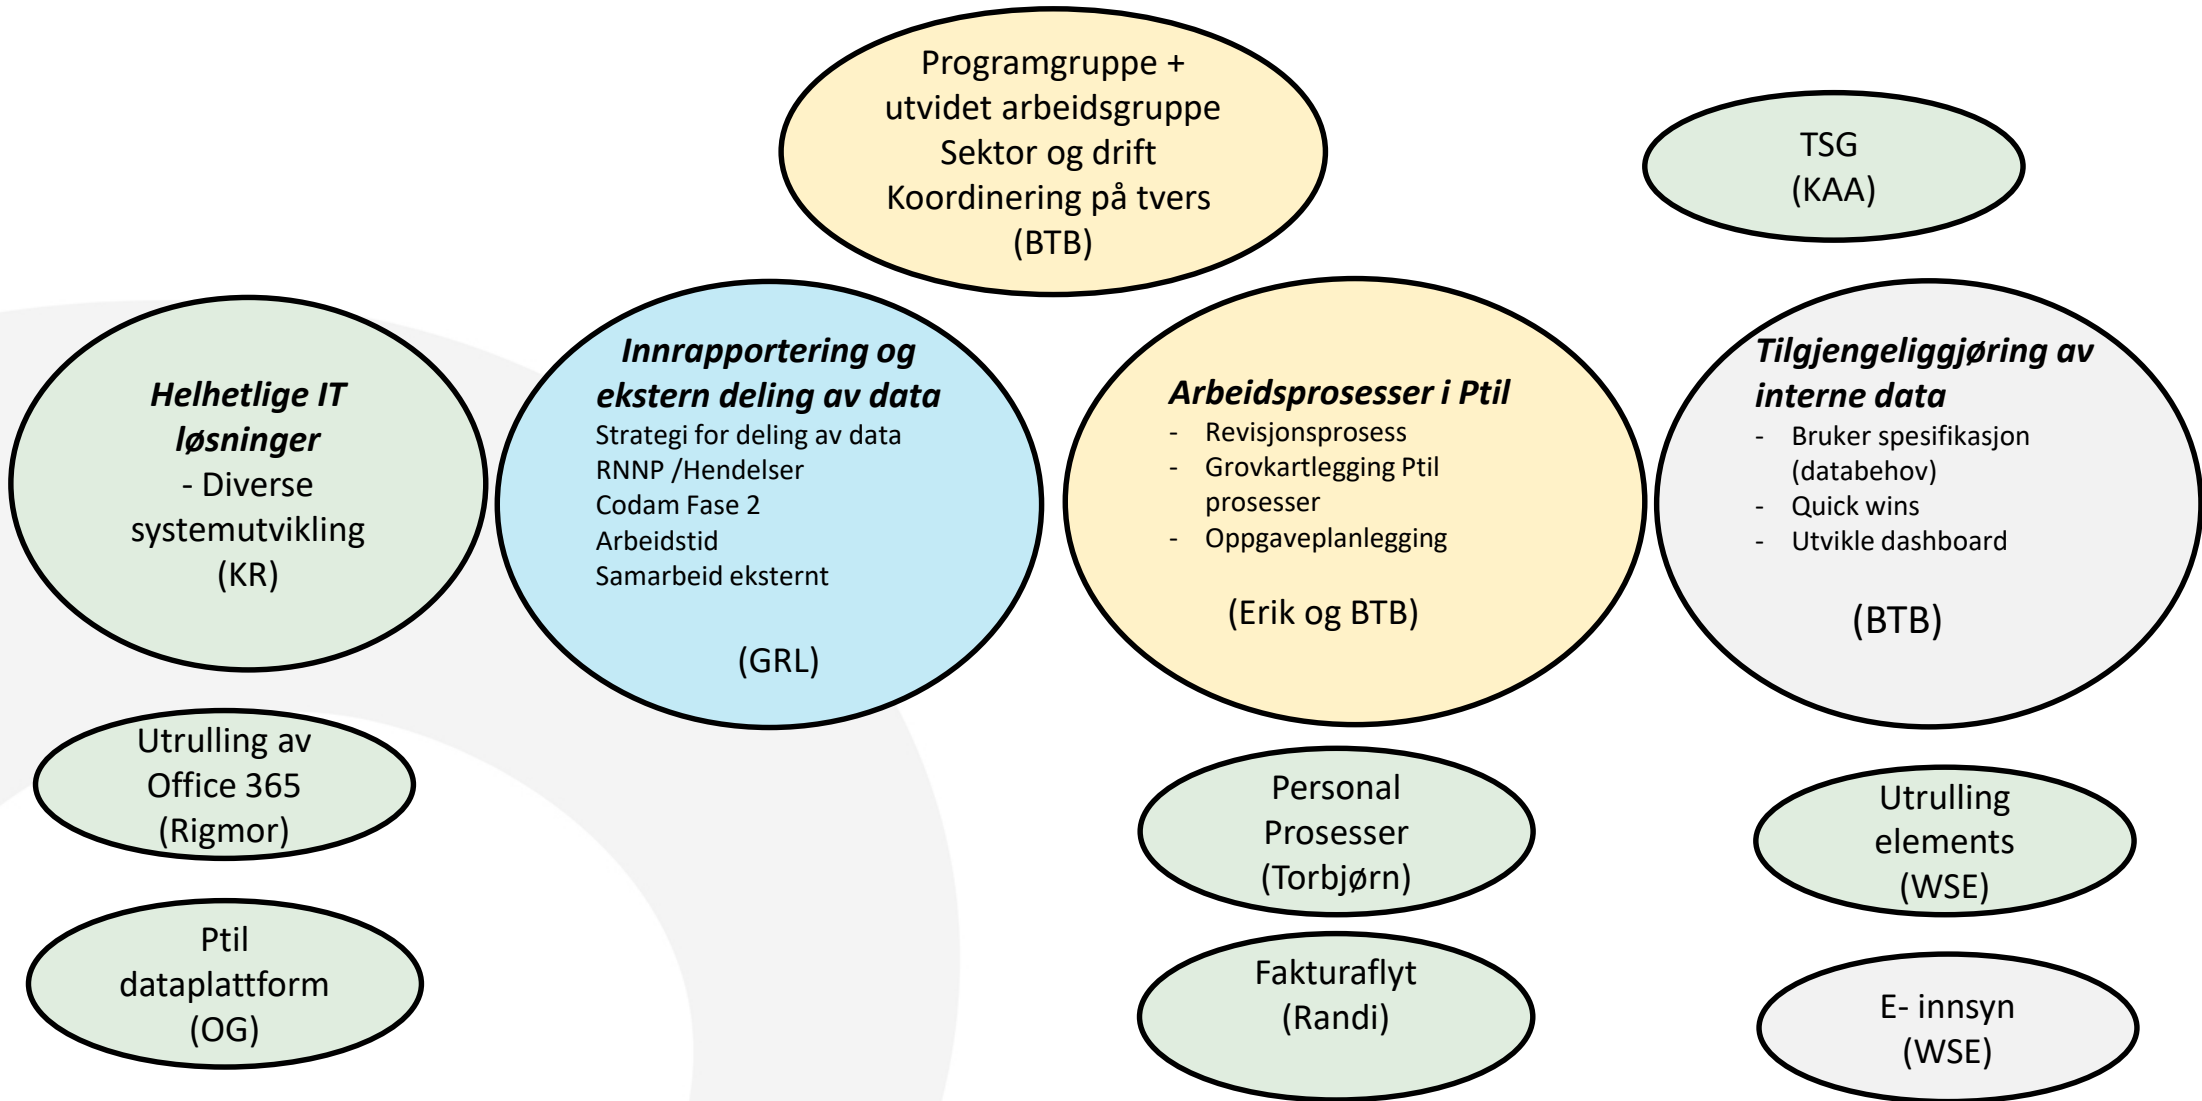 Programgruppe +
utvidet arbeidsgruppe
Sektor og drift
Koordinering på tvers
(BTB)
TSG
(KAA)
Helhetlige IT
løsninger
- Diverse
systemutvikling
(KR)
Innrapportering og
ekstern deling av data
Strategi for deling av data
RNNP /Hendelser
Codam Fase 2
Arbeidstid
Samarbeid eksternt
(GRL)
Arbeidsprosesser i Ptil
- Revisjonsprosess
- Grovkartlegging Ptil
prosesser
- Oppgaveplanlegging
(Erik og BTB)
Tilgjengeliggjøring av
interne data
- Bruker spesifikasjon
(databehov)
- Quick wins
- Utvikle dashboard
(BTB)
Utrulling av
Office 365
(Rigmor)
Personal
Prosesser
(Torbjørn)
Utrulling
elements
(WSE)
Ptil
dataplattform
(OG)
Fakturaflyt
(Randi)
E- innsyn
(WSE)